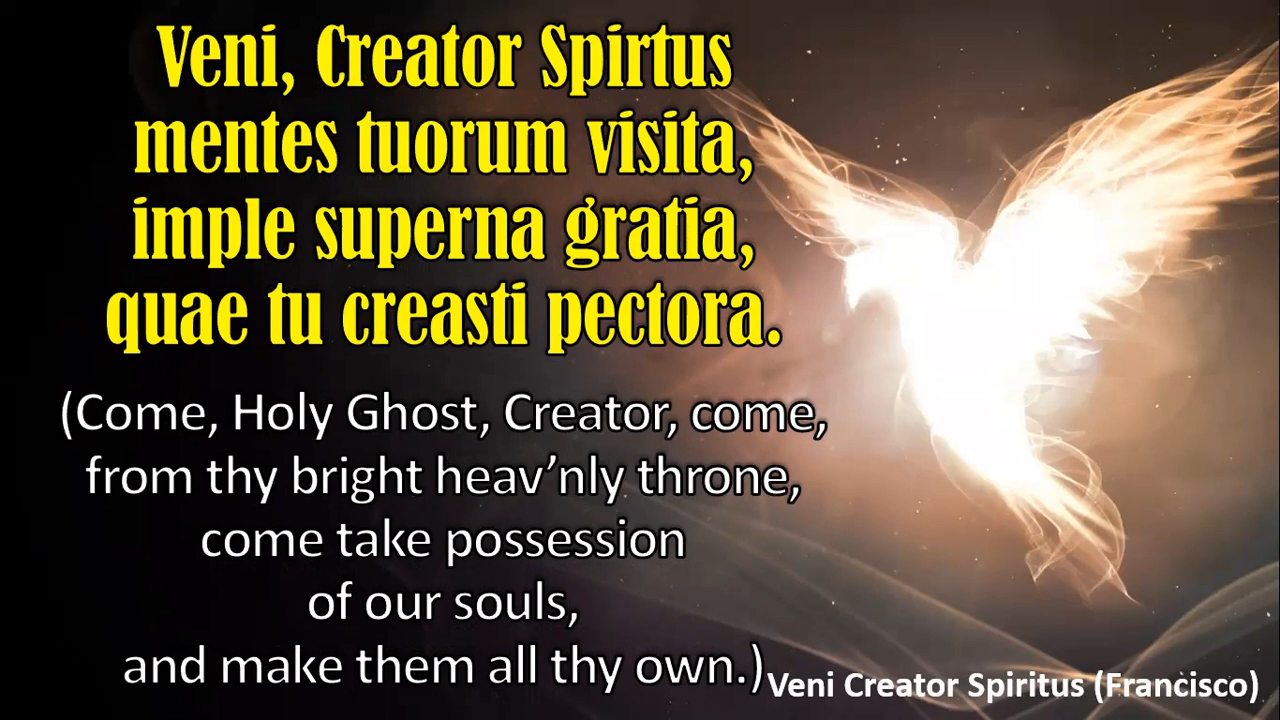 Veni, Creator Spirtus
mentes tuorum visita,
imple superna gratia,
quae tu creasti pectora.
(Come, Holy Ghost, Creator, come,
from thy bright heav’nly throne,
come take possession
of our souls,
and make them all thy own.)
Veni Creator Spiritus (Francisco)